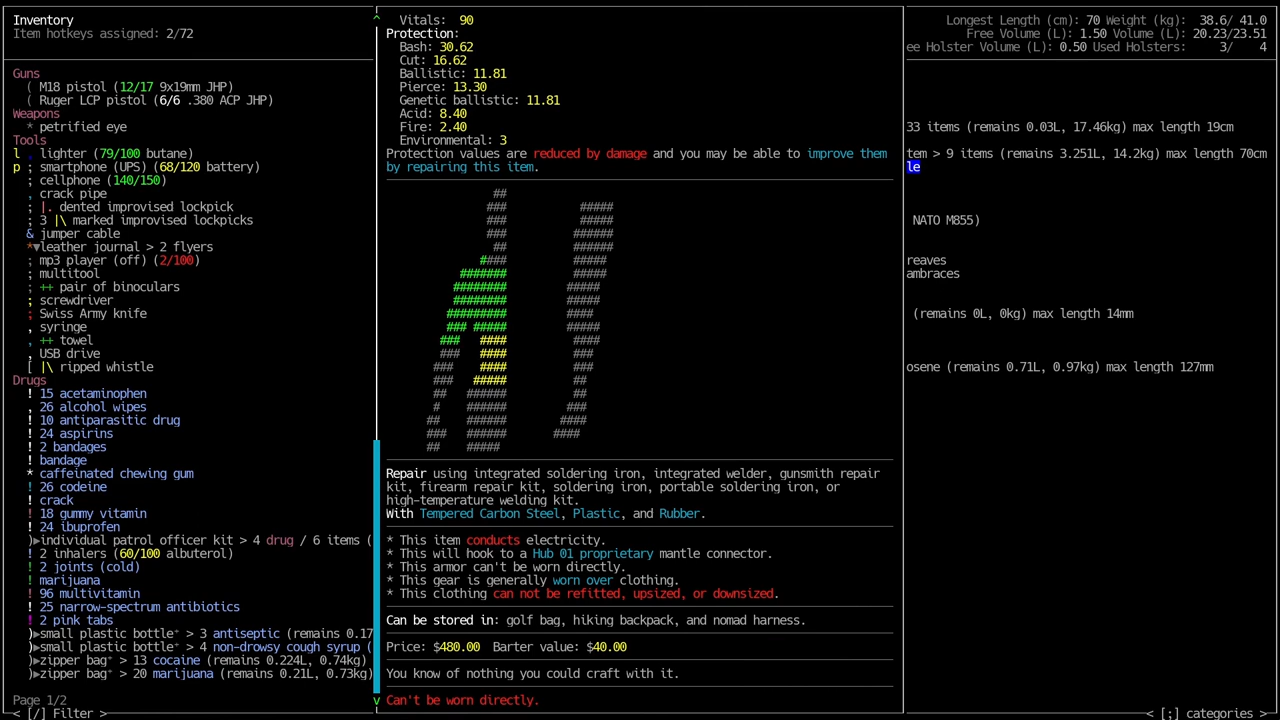 Inventory
Item hotkeys assigned: 2/72
Guns
( M18 pistol (12/17 9x19mm JHP)
( Ruger LCP pistol (6/6 .380 ACP JHP)
Weapons
* petrified eye
Tools
l , lighter (79/100 butane)
p ; smartphone (UPS) (68/120 battery)
; cellphone (140/150)
, crack pipe
; |. dented improvised lockpick
; 3 |\ marked improvised lockpicks
& jumper cable
*▼leather journal > 2 flyers
; mp3 player (off) (2/100)
; multitool
; ++ pair of binoculars
; screwdriver
; Swiss Army knife
, syringe
, ++ towel
, USB drive
[ |\ ripped whistle
Drugs
! 15 acetaminophen
, 26 alcohol wipes
! 10 antiparasitic drug
! 24 aspirins
! 2 bandages
! bandage
* caffeinated chewing gum
! 26 codeine
! crack
! 18 gummy vitamin
! 24 ibuprofen
)▶individual patrol officer kit > 4 drug / 6 items (
! 2 inhalers (60/100 albuterol)
! 2 joints (cold)
! marijuana
! 96 multivitamin
! 25 narrow-spectrum antibiotics
! 2 pink tabs
)▶small plastic bottle⁺ > 3 antiseptic (remains 0.17
)▶small plastic bottle⁺ > 4 non-drowsy cough syrup (
)▶zipper bag⁺ > 13 cocaine (remains 0.224L, 0.74kg)
)▶zipper bag⁺ > 20 marijuana (remains 0.21L, 0.73kg)
Page 1/2
< [/] Filter >
^
Vitals: 90
Protection:
Bash: 30.62
Cut: 16.62
Ballistic: 11.81
Pierce: 13.30
Genetic ballistic: 11.81
Acid: 8.40
Fire: 2.40
Environmental: 3
Protection values are reduced by damage and you may be able to improve them
by repairing this item.
##
### #####
### #####
### ######
## ######
#### #####
####### #####
######## #####
######## #####
######### #####
### ##### #####
### #### ####
### #### ###
### #### ###
### ##### ##
## ###### ##
# ###### ###
## ###### ####
### ###### ####
## #####
Repair using integrated soldering iron, integrated welder, gunsmith repair
kit, firearm repair kit, soldering iron, portable soldering iron, or
high-temperature welding kit.
With Tempered Carbon Steel, Plastic, and Rubber.
* This item conducts electricity.
* This will hook to a Hub 01 proprietary mantle connector.
* This armor can't be worn directly.
* This gear is generally worn over clothing.
* This clothing can not be refitted, upsized, or downsized.
Can be stored in: golf bag, hiking backpack, and nomad harness.
Price: $480.00 Barter value: $40.00
You know of nothing you could craft with it.
v Can't be worn directly.
Longest Length (cm): 70 Weight (kg): 38.6/ 41.0
Free Volume (L): 1.50 Volume (L): 20.23/23.51
ee Holster Volume (L): 0.50 Used Holsters: 3/ 4
33 items (remains 0.03L, 17.46kg) max length 19cm
tem > 9 items (remains 3.251L, 14.2kg) max length 70cm
le
NATO M855)
reaves
ambraces
(remains 0L, 0kg) max length 14mm
osene (remains 0.71L, 0.97kg) max length 127mm
< [;] categories >